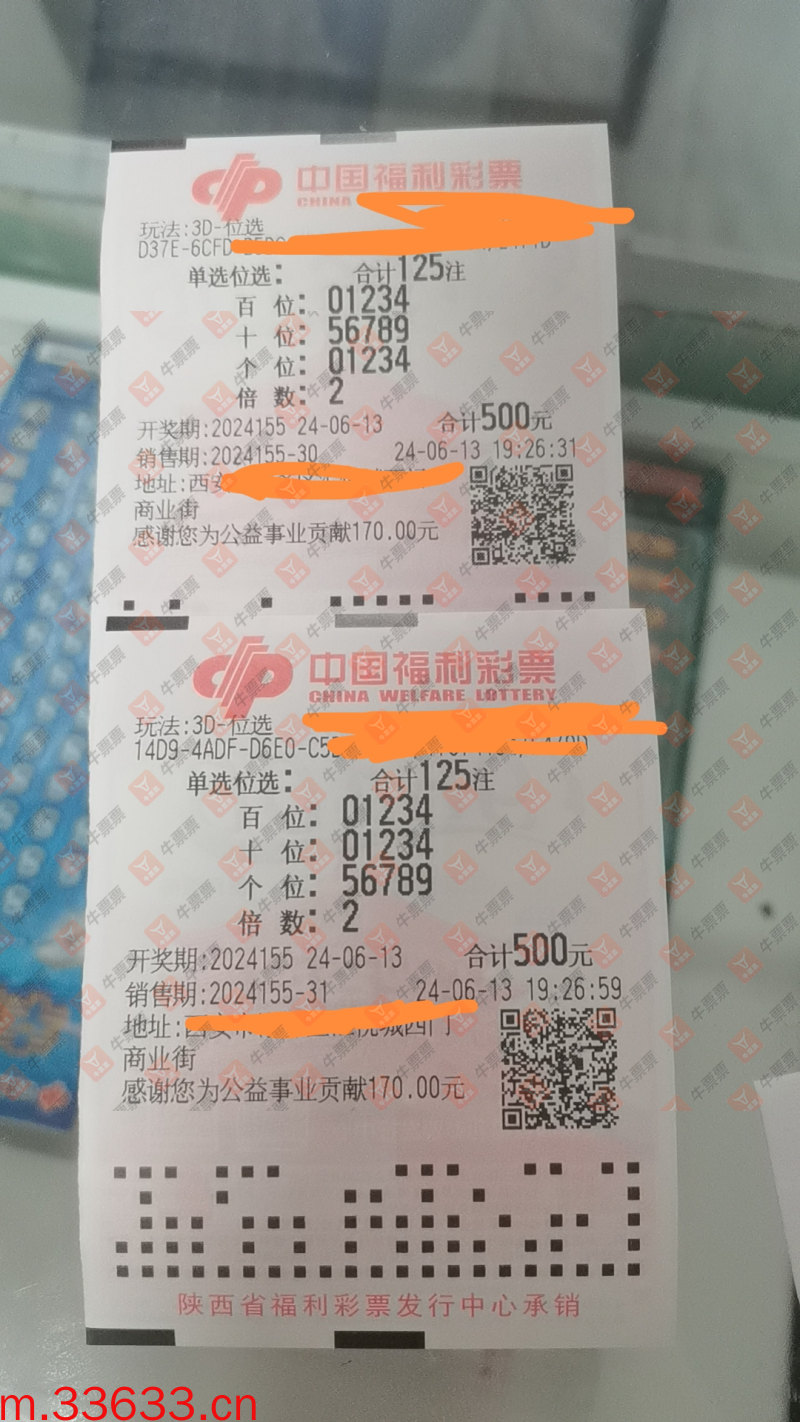 中国福利彩票
CHINA
玩法:3D-位选
D37E-6CFD
单选位选: 合计125注
百 位: 01234
十 位: 56789
个 位: 01234
倍 数: 2
开奖期:2024155 24-06-13 合计500元
销售期:2024155-30 24-06-13 19:26:31
地址:西安
商业街
感谢您为公益事业贡献170.00元
中国福利彩票
CHINA WELFARE LOTTERY
玩法:3D-位选
14D9-4ADF-D6E0-C5
单选位选: 合计125注
百 位: 01234
十 位: 01234
个 位: 56789
倍 数: 2
开奖期:2024155 24-06-13 合计500元
销售期:2024155-31 24-06-13 19:26:59
地址:西安市
商业街
感谢您为公益事业贡献170.00元
陕西省福利彩票发行中心承销
牛票票
m.33633.cn